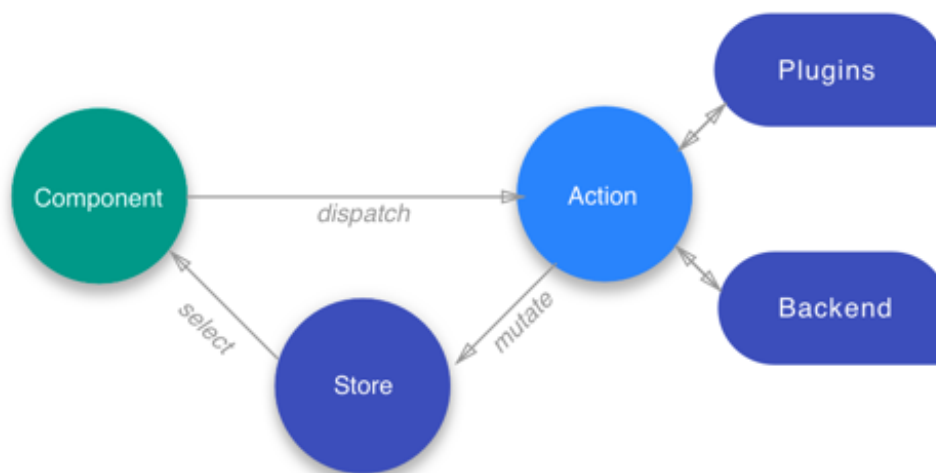 Plugins
Component
Action
dispatch
select
mutate
Backend
Store